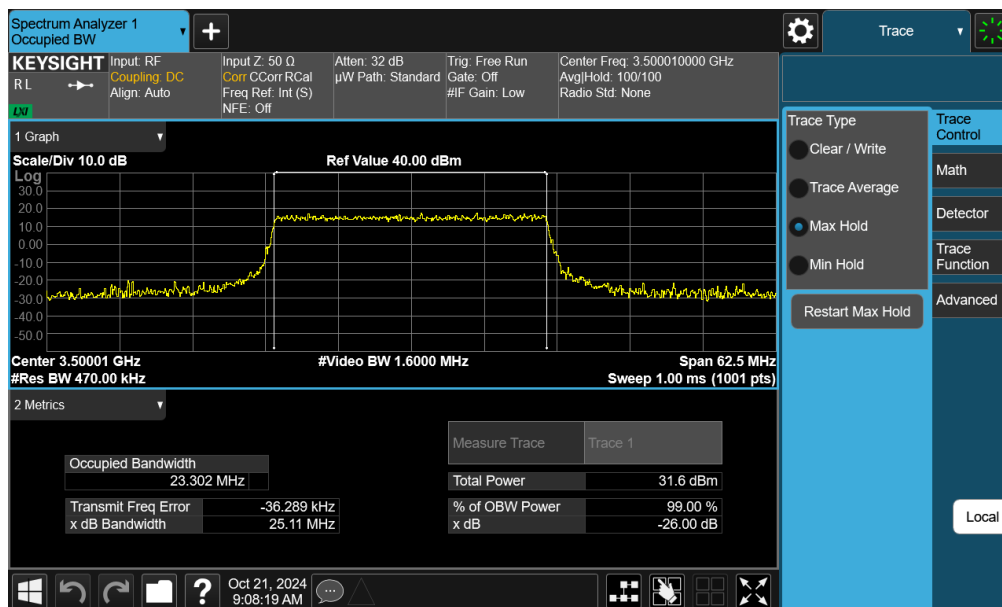 Spectrum Analyzer 1
Occupied BW
Trace
KEYSIGHT Input: RF Input Z: 50 Ω Atten: 32 dB Trig: Free Run Center Freq: 3.500010000 GHz
RL Coupling: DC Corr CCorr RCal µW Path: Standard Gate: Off Avg|Hold: 100/100
Align: Auto Freq Ref: Int (S) #IF Gain: Low Radio Std: None
LXI NFE: Off
1 Graph
Scale/Div 10.0 dB Ref Value 40.00 dBm
Log
30.0
20.0
10.0
0.00
-10.0
-20.0
-30.0
-40.0
-50.0
Center 3.50001 GHz #Video BW 1.6000 MHz Span 62.5 MHz
#Res BW 470.00 kHz Sweep 1.00 ms (1001 pts)
2 Metrics
Measure Trace Trace 1
Occupied Bandwidth
23.302 MHz
Total Power 31.6 dBm
Transmit Freq Error -36.289 kHz % of OBW Power 99.00 %
x dB Bandwidth 25.11 MHz x dB -26.00 dB
Trace Type
Clear / Write
Trace Average
Max Hold
Min Hold
Restart Max Hold
Trace
Control
Math
Detector
Trace
Function
Advanced
Local
?
Oct 21, 2024
9:08:19 AM